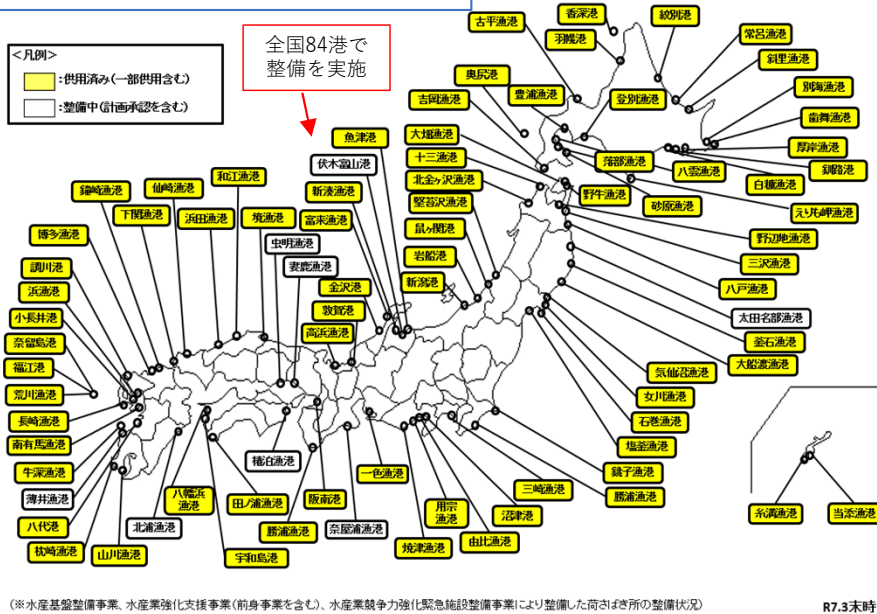 <凡例>
:供用済み(一部供用含む)
:整備中(計画承認を含む)
全国84港で
整備を実施
古平漁港
香深港
羽幌港
紋別港
常呂漁港
斜里漁港
別海漁港
歯舞漁港
厚岸漁港
釧路港
白糠漁港
えりも岬漁港
奥尻港
豊浦漁港
登別漁港
吉岡漁港
落部漁港
八雲漁港
砂原漁港
大畑漁港
十三漁港
北金ヶ沢漁港
野牛漁港
竪苔沢漁港
鼠ヶ関港
岩船港
新潟港
野辺地漁港
三沢漁港
八戸漁港
太田名部漁港
釜石漁港
大船渡漁港
気仙沼漁港
女川漁港
石巻漁港
塩釜漁港
銚子漁港
勝浦漁港
三崎漁港
沼津港
由比漁港
用宗
漁港
焼津漁港
一色漁港
魚津港
伏木富山港
新湊漁港
富来漁港
金沢港
敦賀港
高浜漁港
和江漁港
仙崎漁港
鐘崎漁港
下関漁港
浜田漁港
境漁港
虫明漁港
妻鹿漁港
博多漁港
調川港
浜漁港
小長井港
奈留島港
福江港
荒川漁港
長崎漁港
南有馬漁港
牛深漁港
薄井漁港
八代港
枕崎漁港
山川漁港
八幡浜
漁港
北浦漁港
田ノ浦漁港
宇和島港
椿泊漁港
勝浦漁港
阪南港
奈屋浦漁港
糸満漁港
当添漁港
(※水産基盤整備事業、水産業強化支援事業(前身事業を含む)、水産業競争力強化緊急施設整備事業により整備した荷さばき所の整備状況)
R7.3末時